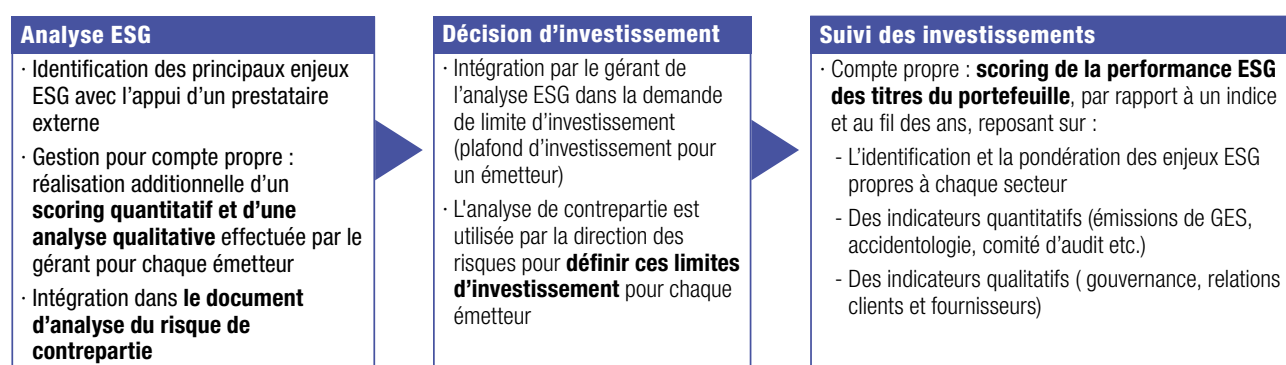 Analyse ESG
· Identification des principaux enjeux
ESG avec l’appui d’un prestataire
externe
· Gestion pour compte propre :
réalisation additionnelle d’un
scoring quantitatif et d’une
analyse qualitative effectuée par le
gérant pour chaque émetteur
· Intégration dans le document
d’analyse du risque de
contrepartie
Décision d’investissement
· Intégration par le gérant de
l’analyse ESG dans la demande
de limite d’investissement
(plafond d’investissement pour
un émetteur)
· L'analyse de contrepartie est
utilisée par la direction des
risques pour définir ces limites
d’investissement pour chaque
émetteur
Suivi des investissements
· Compte propre : scoring de la performance ESG
des titres du portefeuille, par rapport à un indice
et au fil des ans, reposant sur :
- L’identification et la pondération des enjeux ESG
propres à chaque secteur
- Des indicateurs quantitatifs (émissions de GES,
accidentologie, comité d’audit etc.)
- Des indicateurs qualitatifs ( gouvernance, relations
clients et fournisseurs)